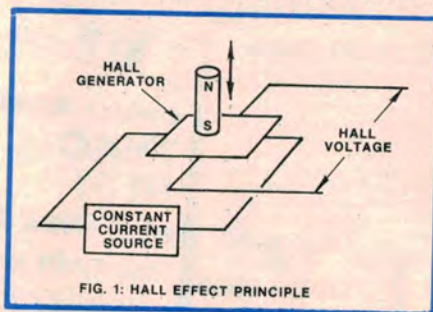 HALL
GENERATOR
N
S
HALL
VOLTAGE
CONSTANT
CURRENT
SOURCE
FIG. 1: HALL EFFECT PRINCIPLE